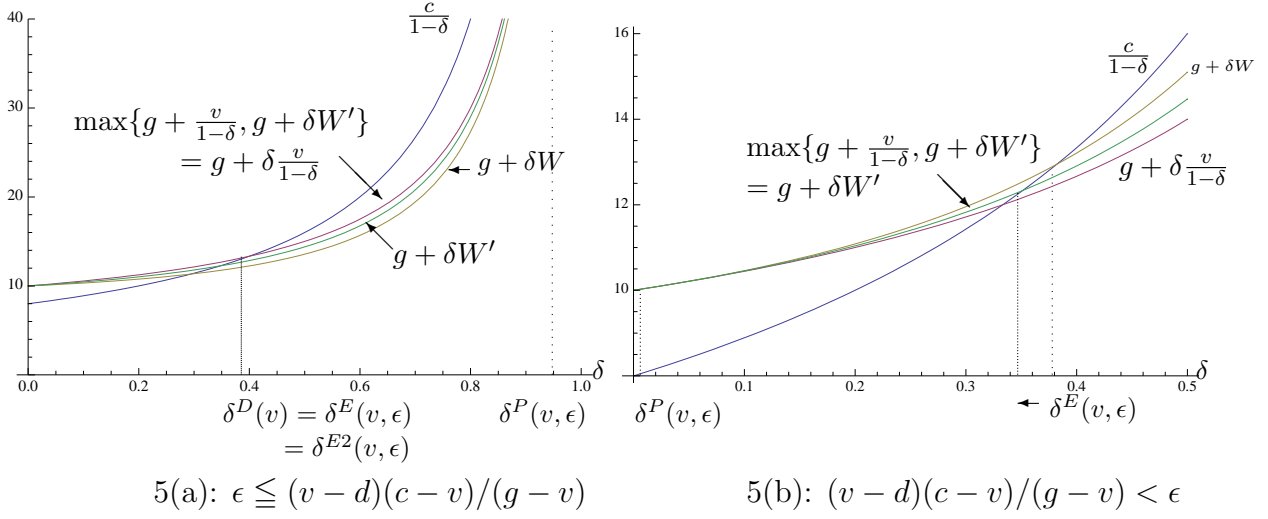 40
30
20
10
0.0 0.2 0.4 0.6 0.8 1.0
δ
c/(1−δ)
max{g + v/(1−δ), g + δW′}
= g + δ v/(1−δ)
g + δW
g + δW′
δ^D(v) = δ^E(v, ϵ)
= δ^{E2}(v, ϵ)
δ^P(v, ϵ)
5(a): ϵ ≦ (v − d)(c − v)/(g − v)
16
14
12
10
0.1 0.2 0.3 0.4 0.5
δ
c/(1−δ)
g + δW
max{g + v/(1−δ), g + δW′}
= g + δW′
g + δ v/(1−δ)
δ^P(v, ϵ)
δ^E(v, ϵ)
5(b): (v − d)(c − v)/(g − v) < ϵ